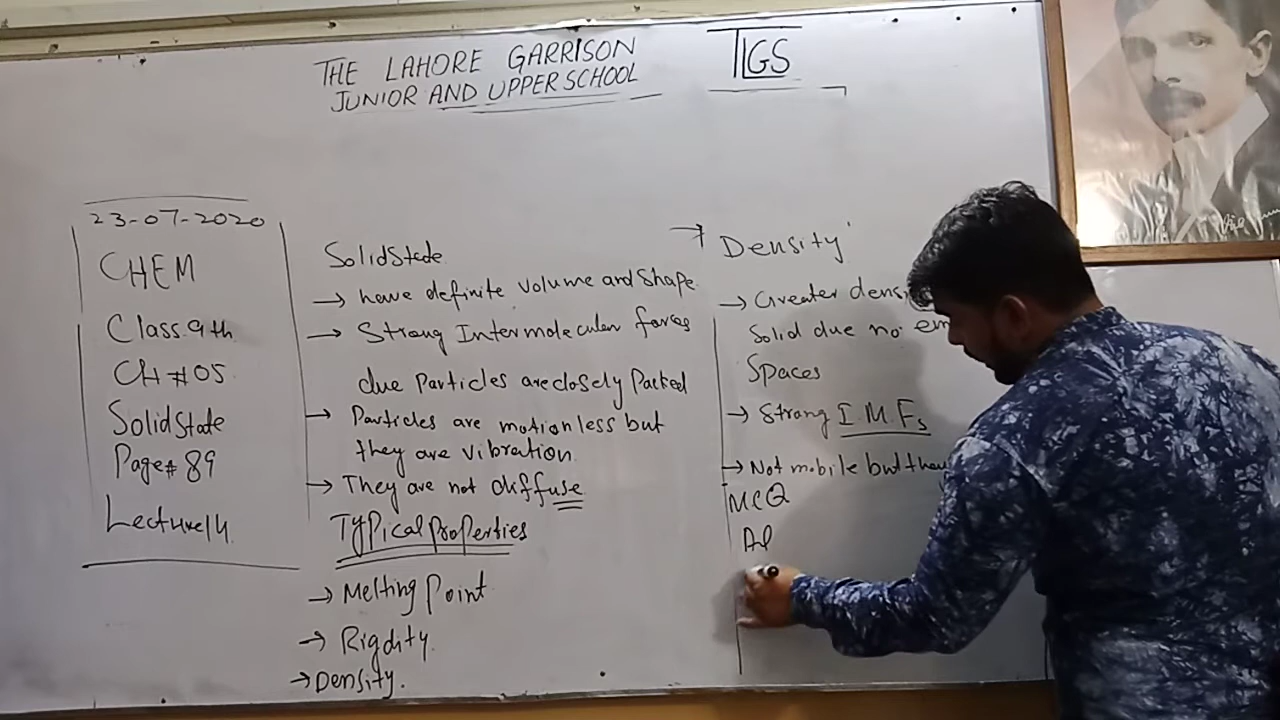 THE LAHORE GARRISON
JUNIOR AND UPPER SCHOOL
TLGS
23-07-2020
CHEM
Class 9th
CH # 05
Solid State
Page # 89
Lecture 14
Solid State
→ have definite volume and shape
→ Strong Intermolecular forces
due Particles are closely Packed
→ Particles are motionless but
they are vibration
→ They are not diffuse
Typical Properties
→ Melting Point
→ Rigdity
→ Density.
→ Density
→ Greater densi
Solid due no em
Spaces
→ Strong I.M.Fs
→ Not mobile but
MCQ
Al